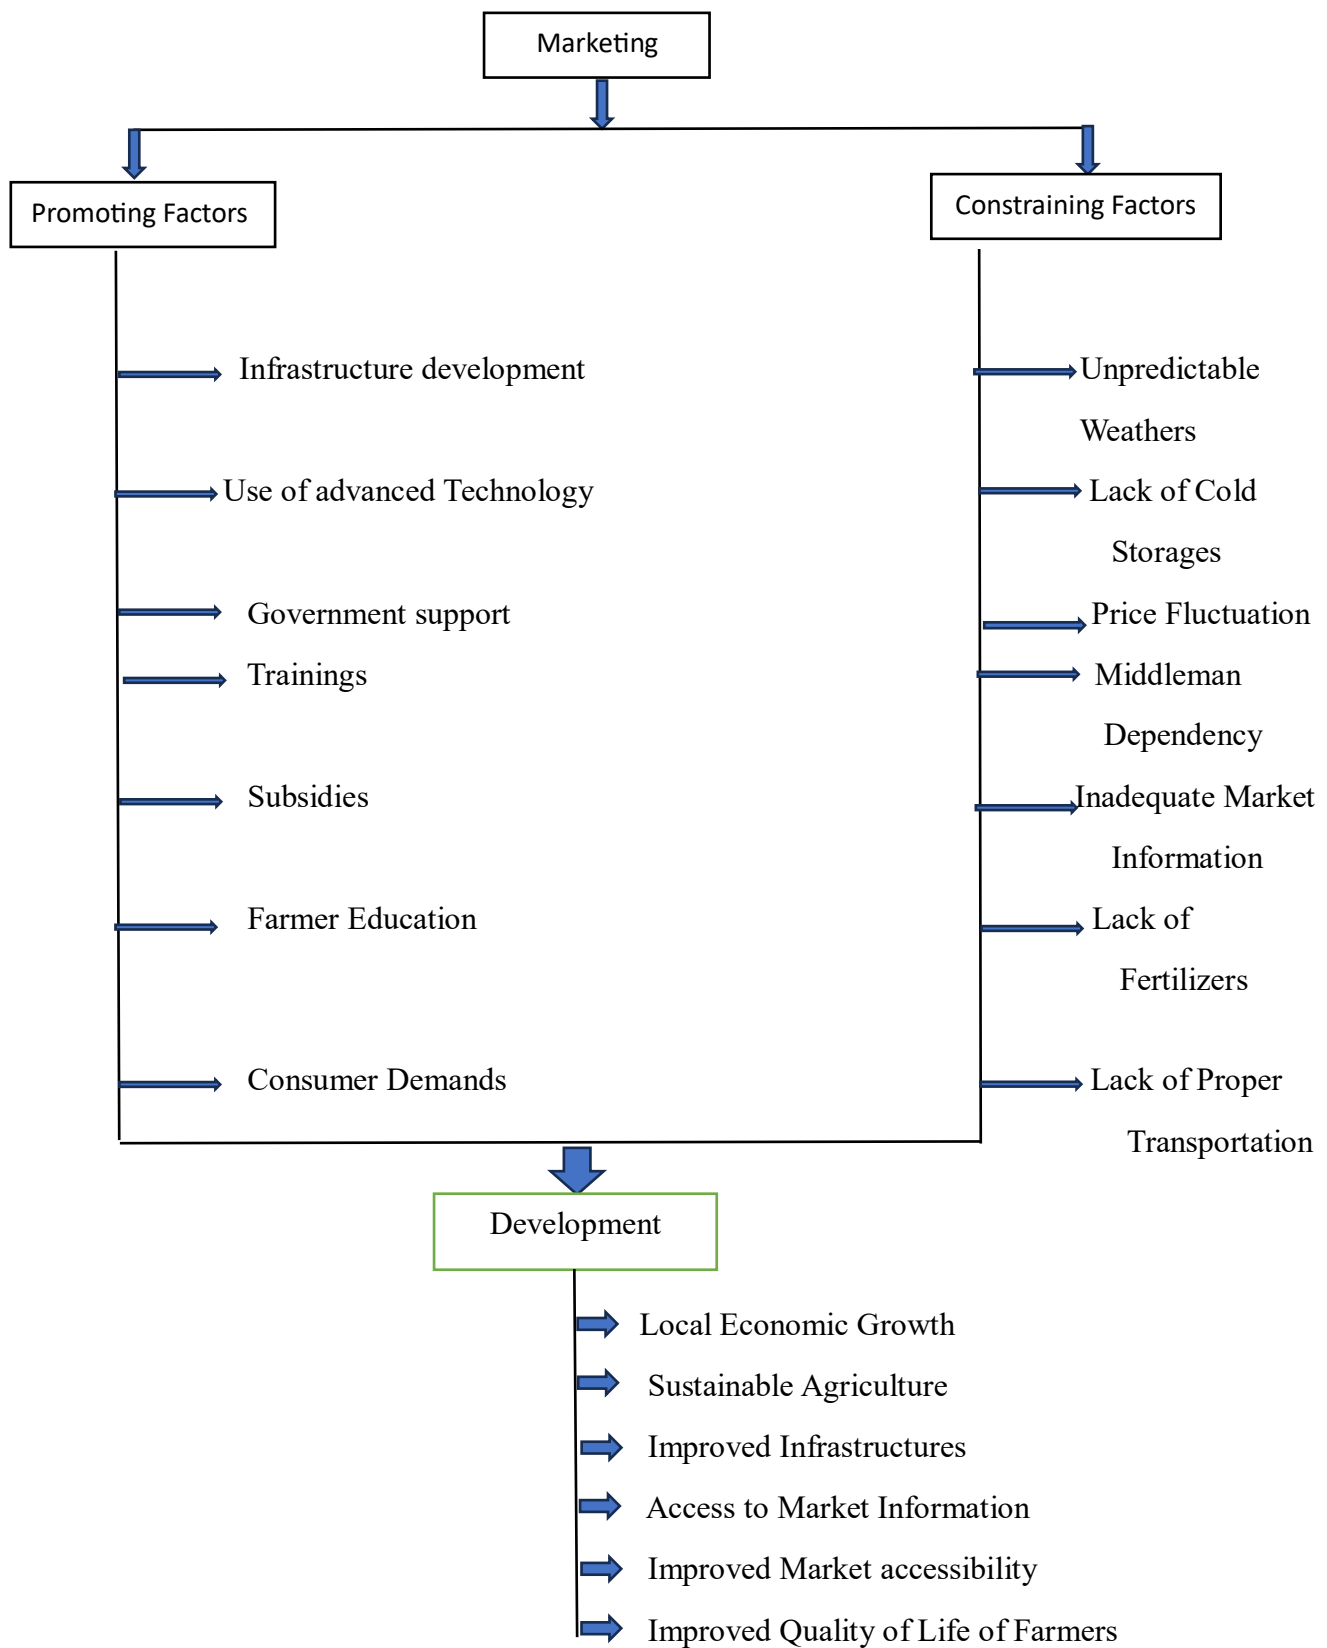 Marketing
Promoting Factors
Constraining Factors
Infrastructure development
Use of advanced Technology
Government support
Trainings
Subsidies
Farmer Education
Consumer Demands
Unpredictable
Weathers
Lack of Cold
Storages
Price Fluctuation
Middleman
Dependency
Inadequate Market
Information
Lack of
Fertilizers
Lack of Proper
Transportation
Development
Local Economic Growth
Sustainable Agriculture
Improved Infrastructures
Access to Market Information
Improved Market accessibility
Improved Quality of Life of Farmers